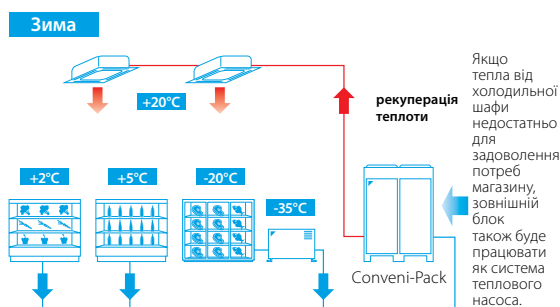 Зима
+20°C
рекуперація
теплоти
+2°C
+5°C
-20°C
-35°C
Conveni-Pack
Якщо
тепла від
холодильної
шафи
недостатньо
для
задоволення
потреб
магазину,
зовнішній
блок
також буде
працювати
як система
теплового
насоса.